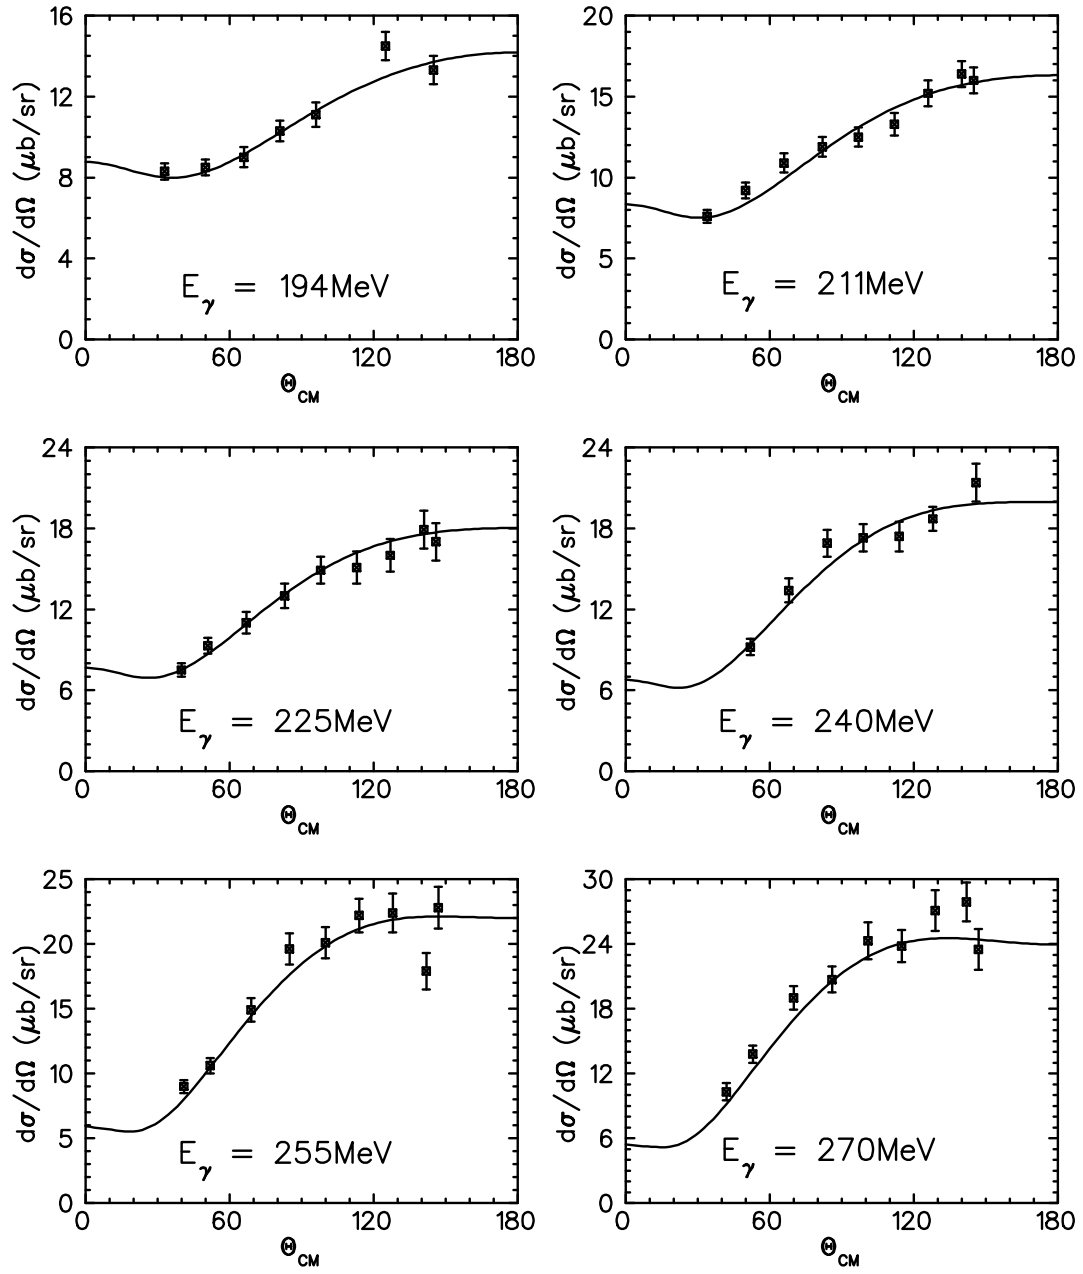 16
12
8
4
0
dσ/dΩ (μb/sr)
E_γ = 194MeV
0 60 120 180
Θ_CM
20
15
10
5
0
dσ/dΩ (μb/sr)
E_γ = 211MeV
0 60 120 180
Θ_CM
24
18
12
6
0
dσ/dΩ (μb/sr)
E_γ = 225MeV
0 60 120 180
Θ_CM
24
18
12
6
0
dσ/dΩ (μb/sr)
E_γ = 240MeV
0 60 120 180
Θ_CM
25
20
15
10
5
0
dσ/dΩ (μb/sr)
E_γ = 255MeV
0 60 120 180
Θ_CM
30
24
18
12
6
0
dσ/dΩ (μb/sr)
E_γ = 270MeV
0 60 120 180
Θ_CM